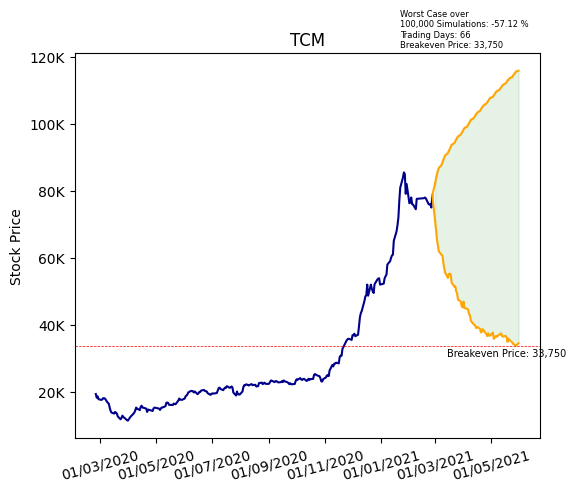 Worst Case over
100,000 Simulations: -57.12 %
Trading Days: 66
Breakeven Price: 33,750
TCM
120K
100K
80K
60K
40K
20K
Stock Price
Breakeven Price: 33,750
01/03/2020
01/05/2020
01/07/2020
01/09/2020
01/11/2020
01/01/2021
01/03/2021
01/05/2021